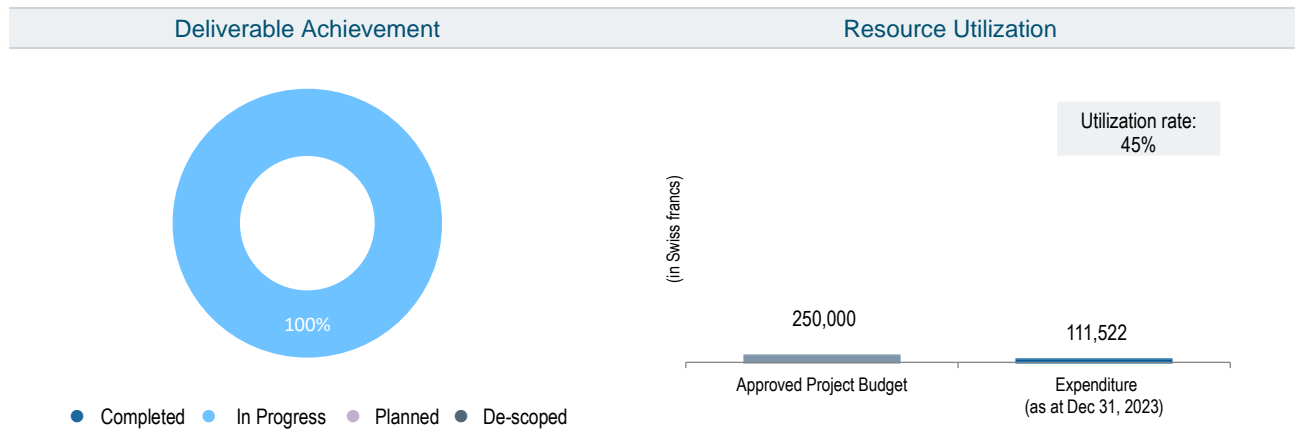 Deliverable Achievement
Resource Utilization
100%
Completed
In Progress
Planned
De-scoped
Utilization rate:
45%
(in Swiss francs)
250,000
111,522
Approved Project Budget
Expenditure
(as at Dec 31, 2023)